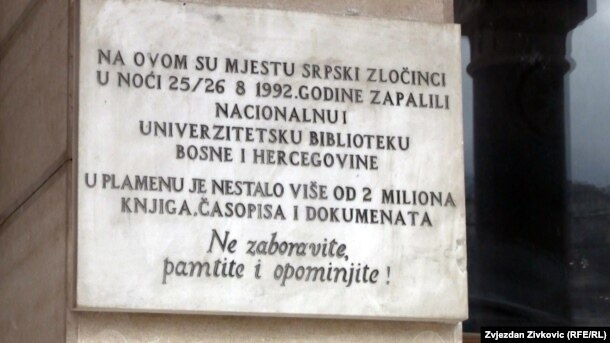 NA OVOM SU MJESTU SRPSKI ZLOČINCI
U NOĆI 25/26 8 1992.GODINE ZAPALILI
NACIONALNU I
UNIVERZITETSKU BIBLIOTEKU
BOSNE I HERCEGOVINE
U PLAMENU JE NESTALO VIŠE OD 2 MILIONA
KNJIGA, ČASOPISA I DOKUMENATA
Ne zaboravite,
pamtite i opominjite !
Zvjezdan Zivkovic (RFE/RL)